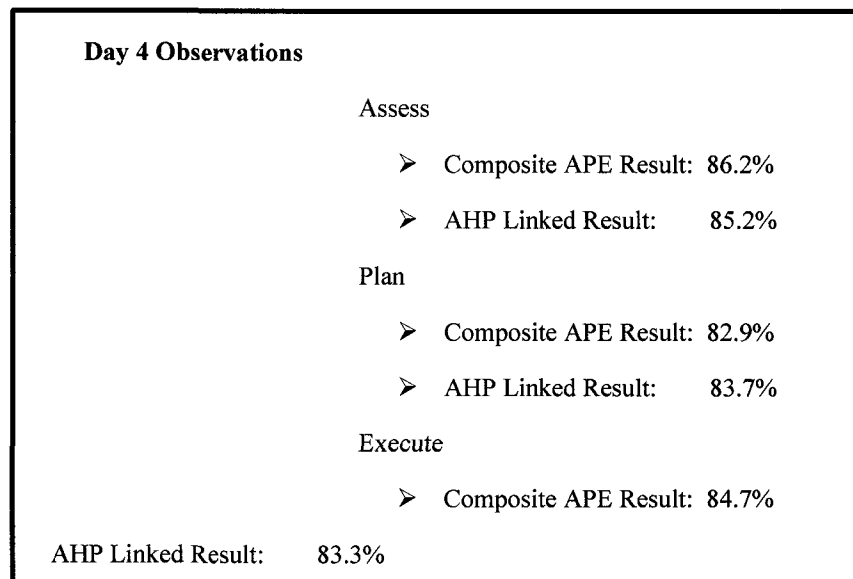 Day 4 Observations
Assess
➢ Composite APE Result: 86.2%
➢ AHP Linked Result: 85.2%
Plan
➢ Composite APE Result: 82.9%
➢ AHP Linked Result: 83.7%
Execute
➢ Composite APE Result: 84.7%
AHP Linked Result: 83.3%